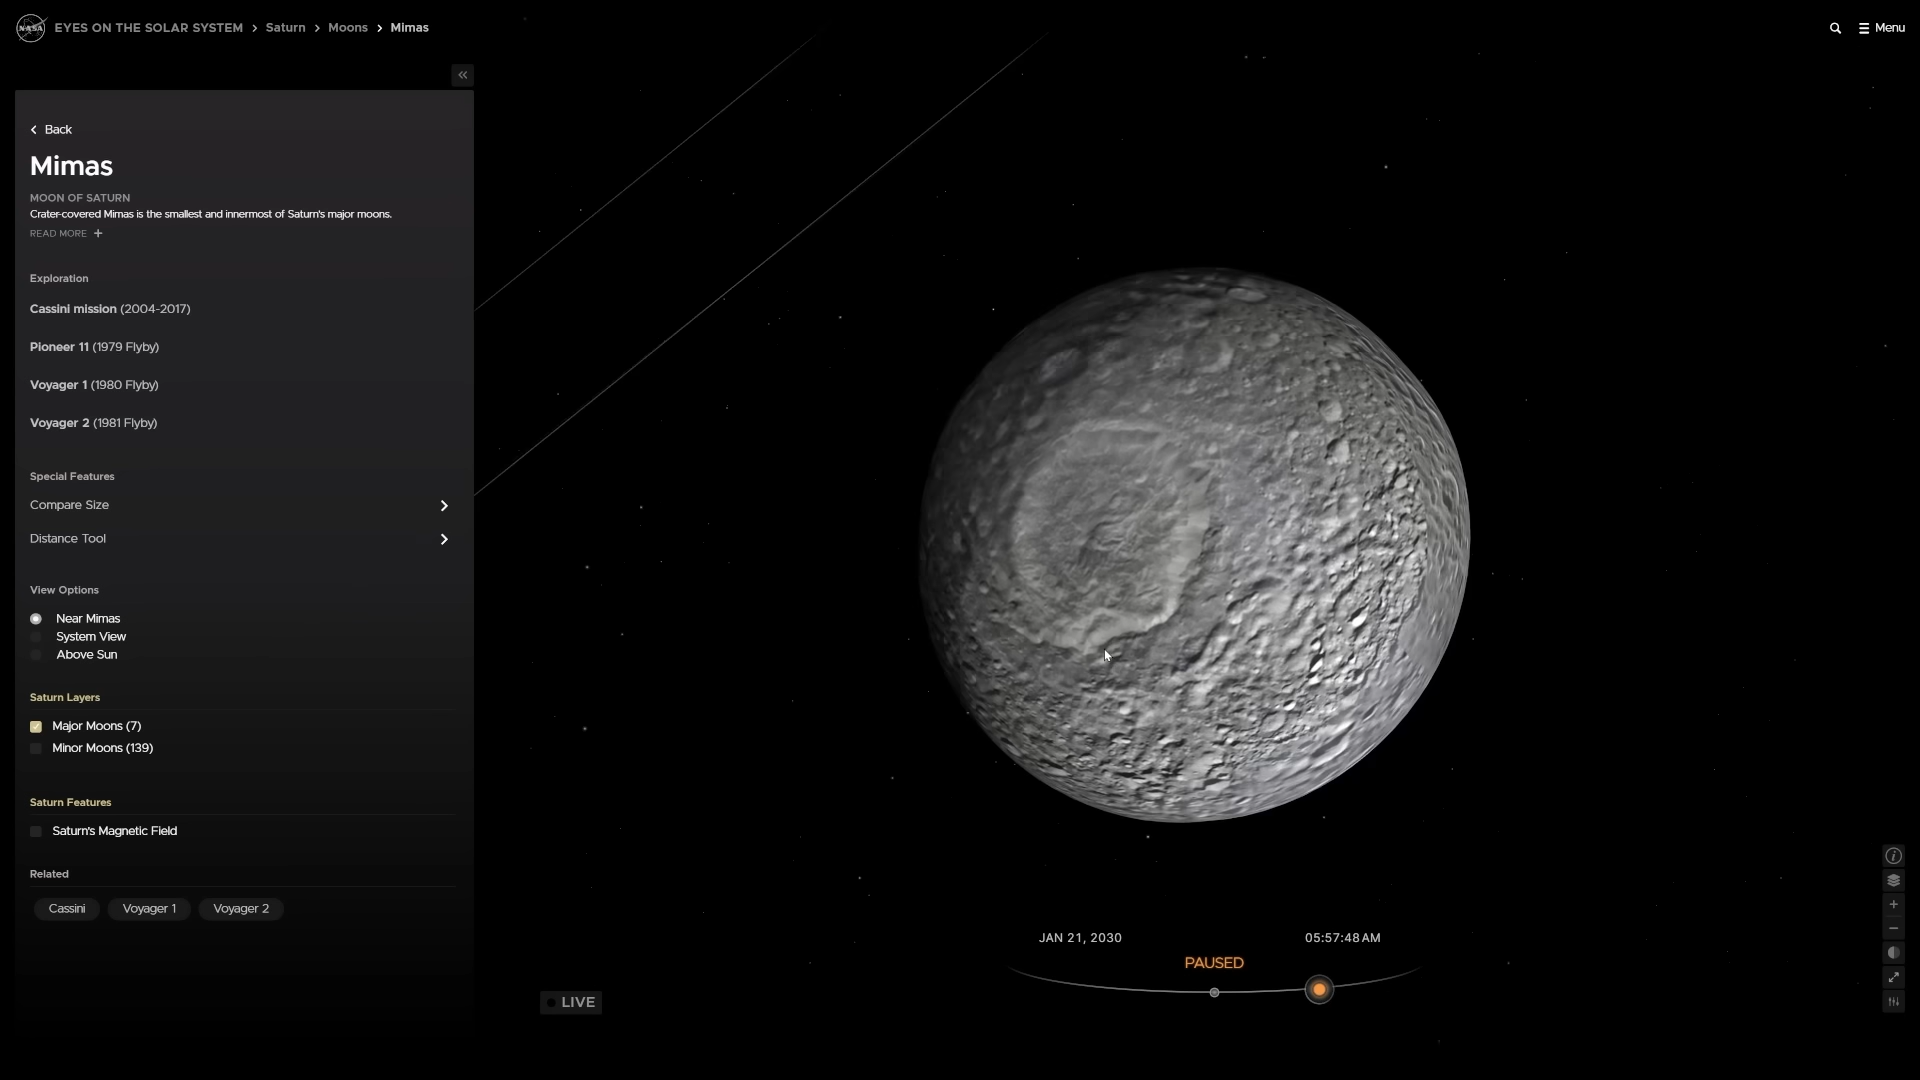 NASA
EYES ON THE SOLAR SYSTEM > Saturn > Moons > Mimas
Menu
Back
Mimas
MOON OF SATURN
Crater-covered Mimas is the smallest and innermost of Saturn's major moons.
READ MORE +
Exploration
Cassini mission (2004-2017)
Pioneer 11 (1979 Flyby)
Voyager 1 (1980 Flyby)
Voyager 2 (1981 Flyby)
Special Features
Compare Size
Distance Tool
View Options
Near Mimas
System View
Above Sun
Saturn Layers
Major Moons (7)
Minor Moons (139)
Saturn Features
Saturn's Magnetic Field
Related
Cassini Voyager 1 Voyager 2
JAN 21, 2030 05:57:48 AM
PAUSED
LIVE